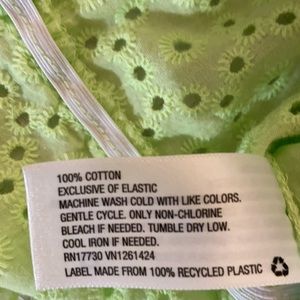 100% COTTON
EXCLUSIVE OF ELASTIC
MACHINE WASH COLD WITH LIKE COLORS.
GENTLE CYCLE. ONLY NON-CHLORINE
BLEACH IF NEEDED. TUMBLE DRY LOW.
COOL IRON IF NEEDED.
RN17730 VN1261424
LABEL MADE FROM 100% RECYCLED PLASTIC